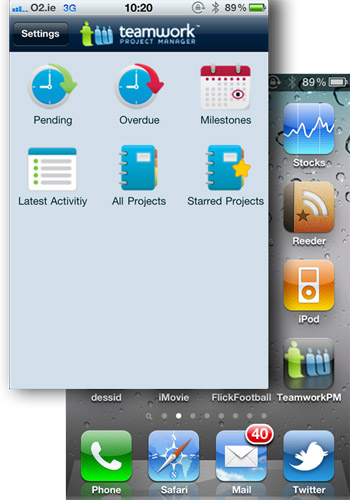 O2.ie 3G 10:20 89%
Settings teamwork™
PROJECT MANAGER
Pending Overdue Milestones
Latest Activitiy All Projects Starred Projects
89%
Stocks
Reeder
iPod
dessid iMovie FlickFootball TeamworkPM
40
Phone Safari Mail Twitter